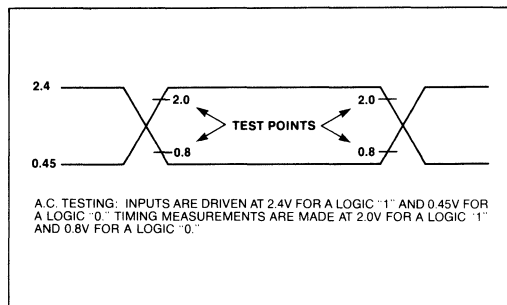 2.4
2.0
2.0
TEST POINTS
0.8
0.8
0.45
A.C. TESTING: INPUTS ARE DRIVEN AT 2.4V FOR A LOGIC "1" AND 0.45V FOR
A LOGIC "0." TIMING MEASUREMENTS ARE MADE AT 2.0V FOR A LOGIC "1"
AND 0.8V FOR A LOGIC "0."